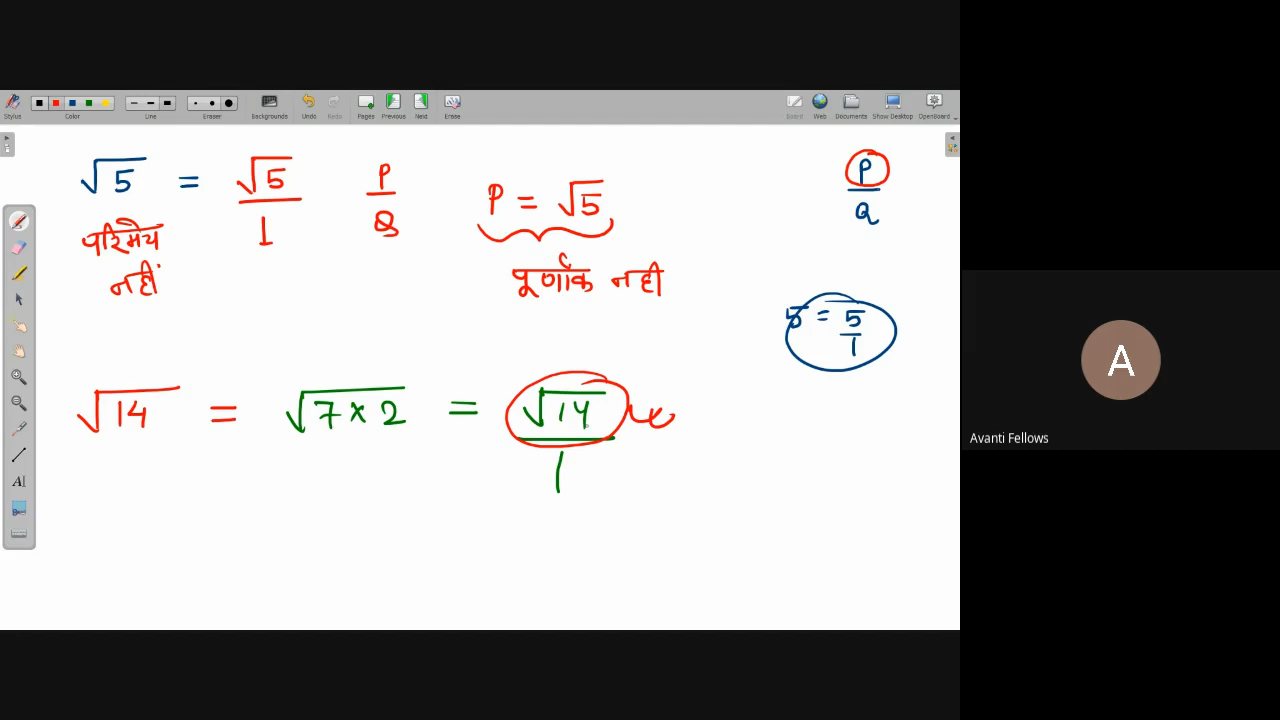 Stylus Color Line Eraser Backgrounds Undo Redo Pages Previous Next Erase Board Web Documents Show Desktop OpenBoard
√5 = √5/1 P/Q P = √5
परिमेय नहीं
पूर्णांक नही
P/Q
5 = 5/1
√14 = √7×2 = √14/1
A
Avanti Fellows